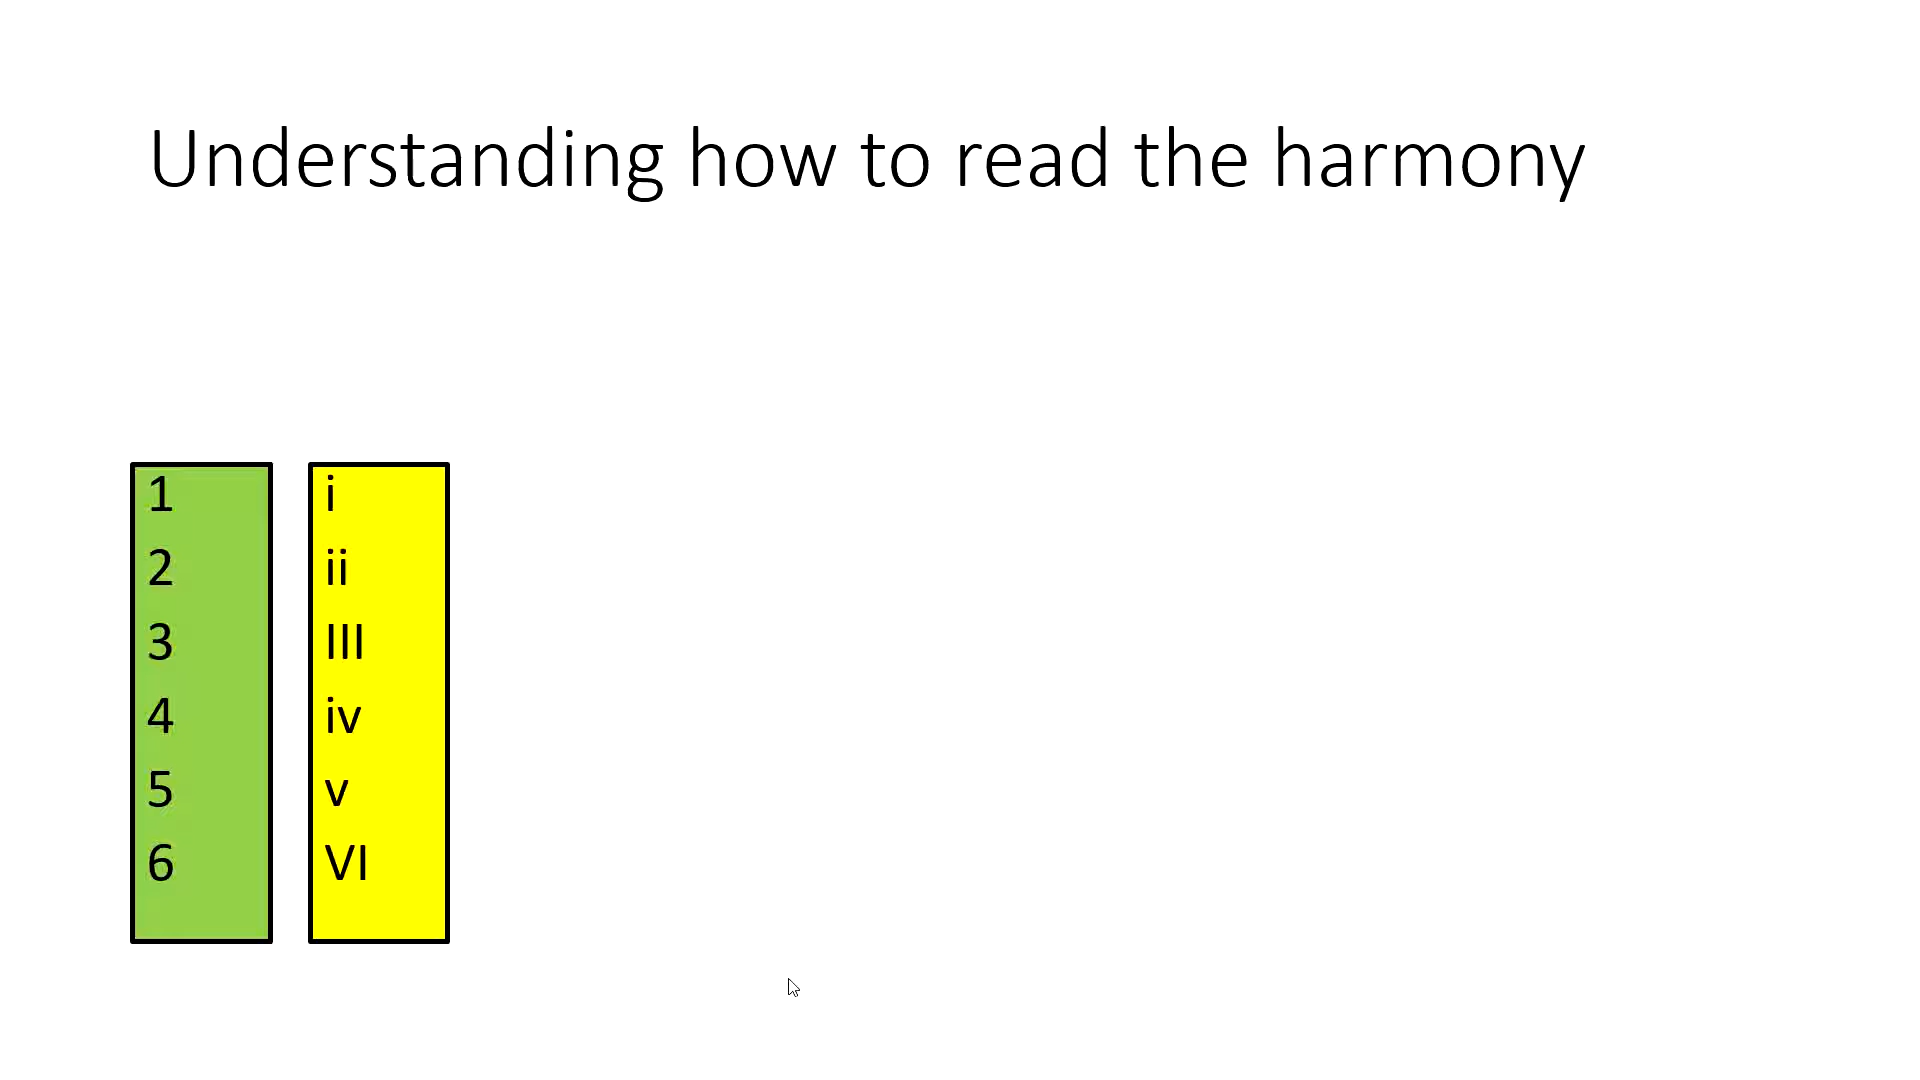 Understanding how to read the harmony
1
2
3
4
5
6
i
ii
III
iv
v
VI